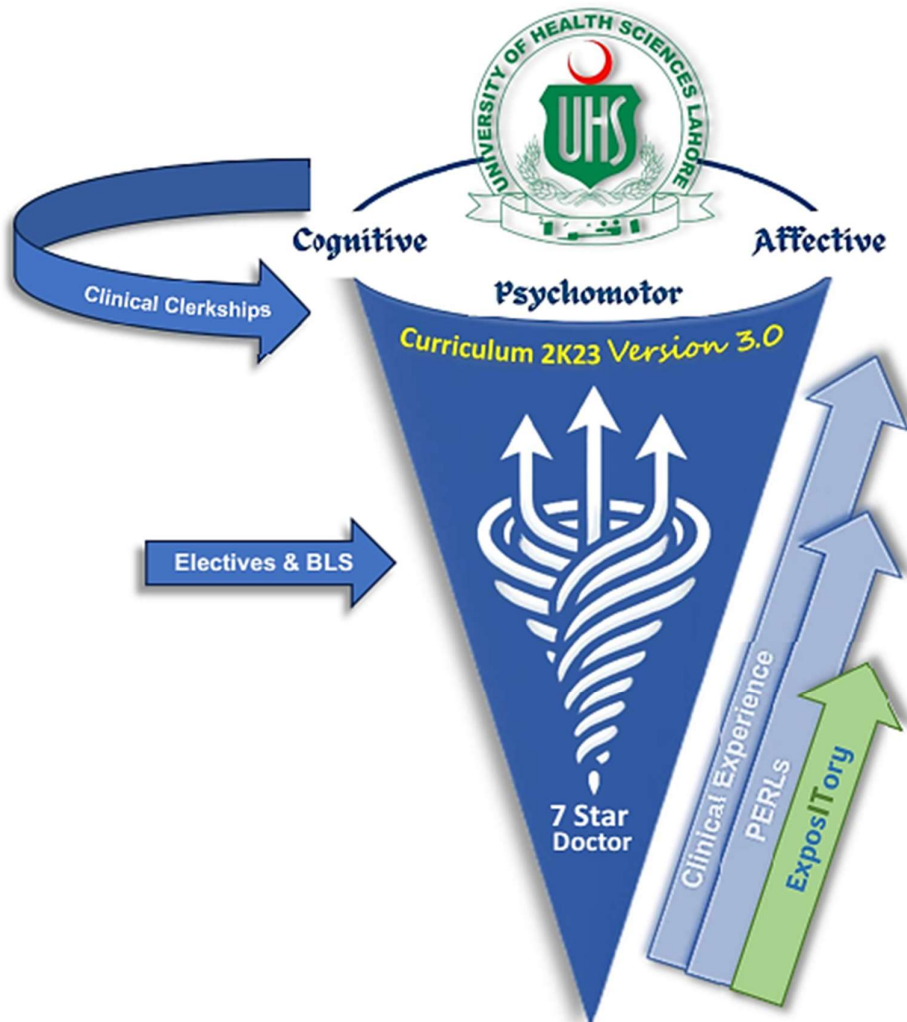 UNIVERSITY OF HEALTH SCIENCES LAHORE
UHS
اقرا
Cognitive
Affective
Psychomotor
Clinical Clerkships
Curriculum 2K23 Version 3.0
Electives & BLS
7 Star
Doctor
Clinical Experience
PERLs
ExposITory